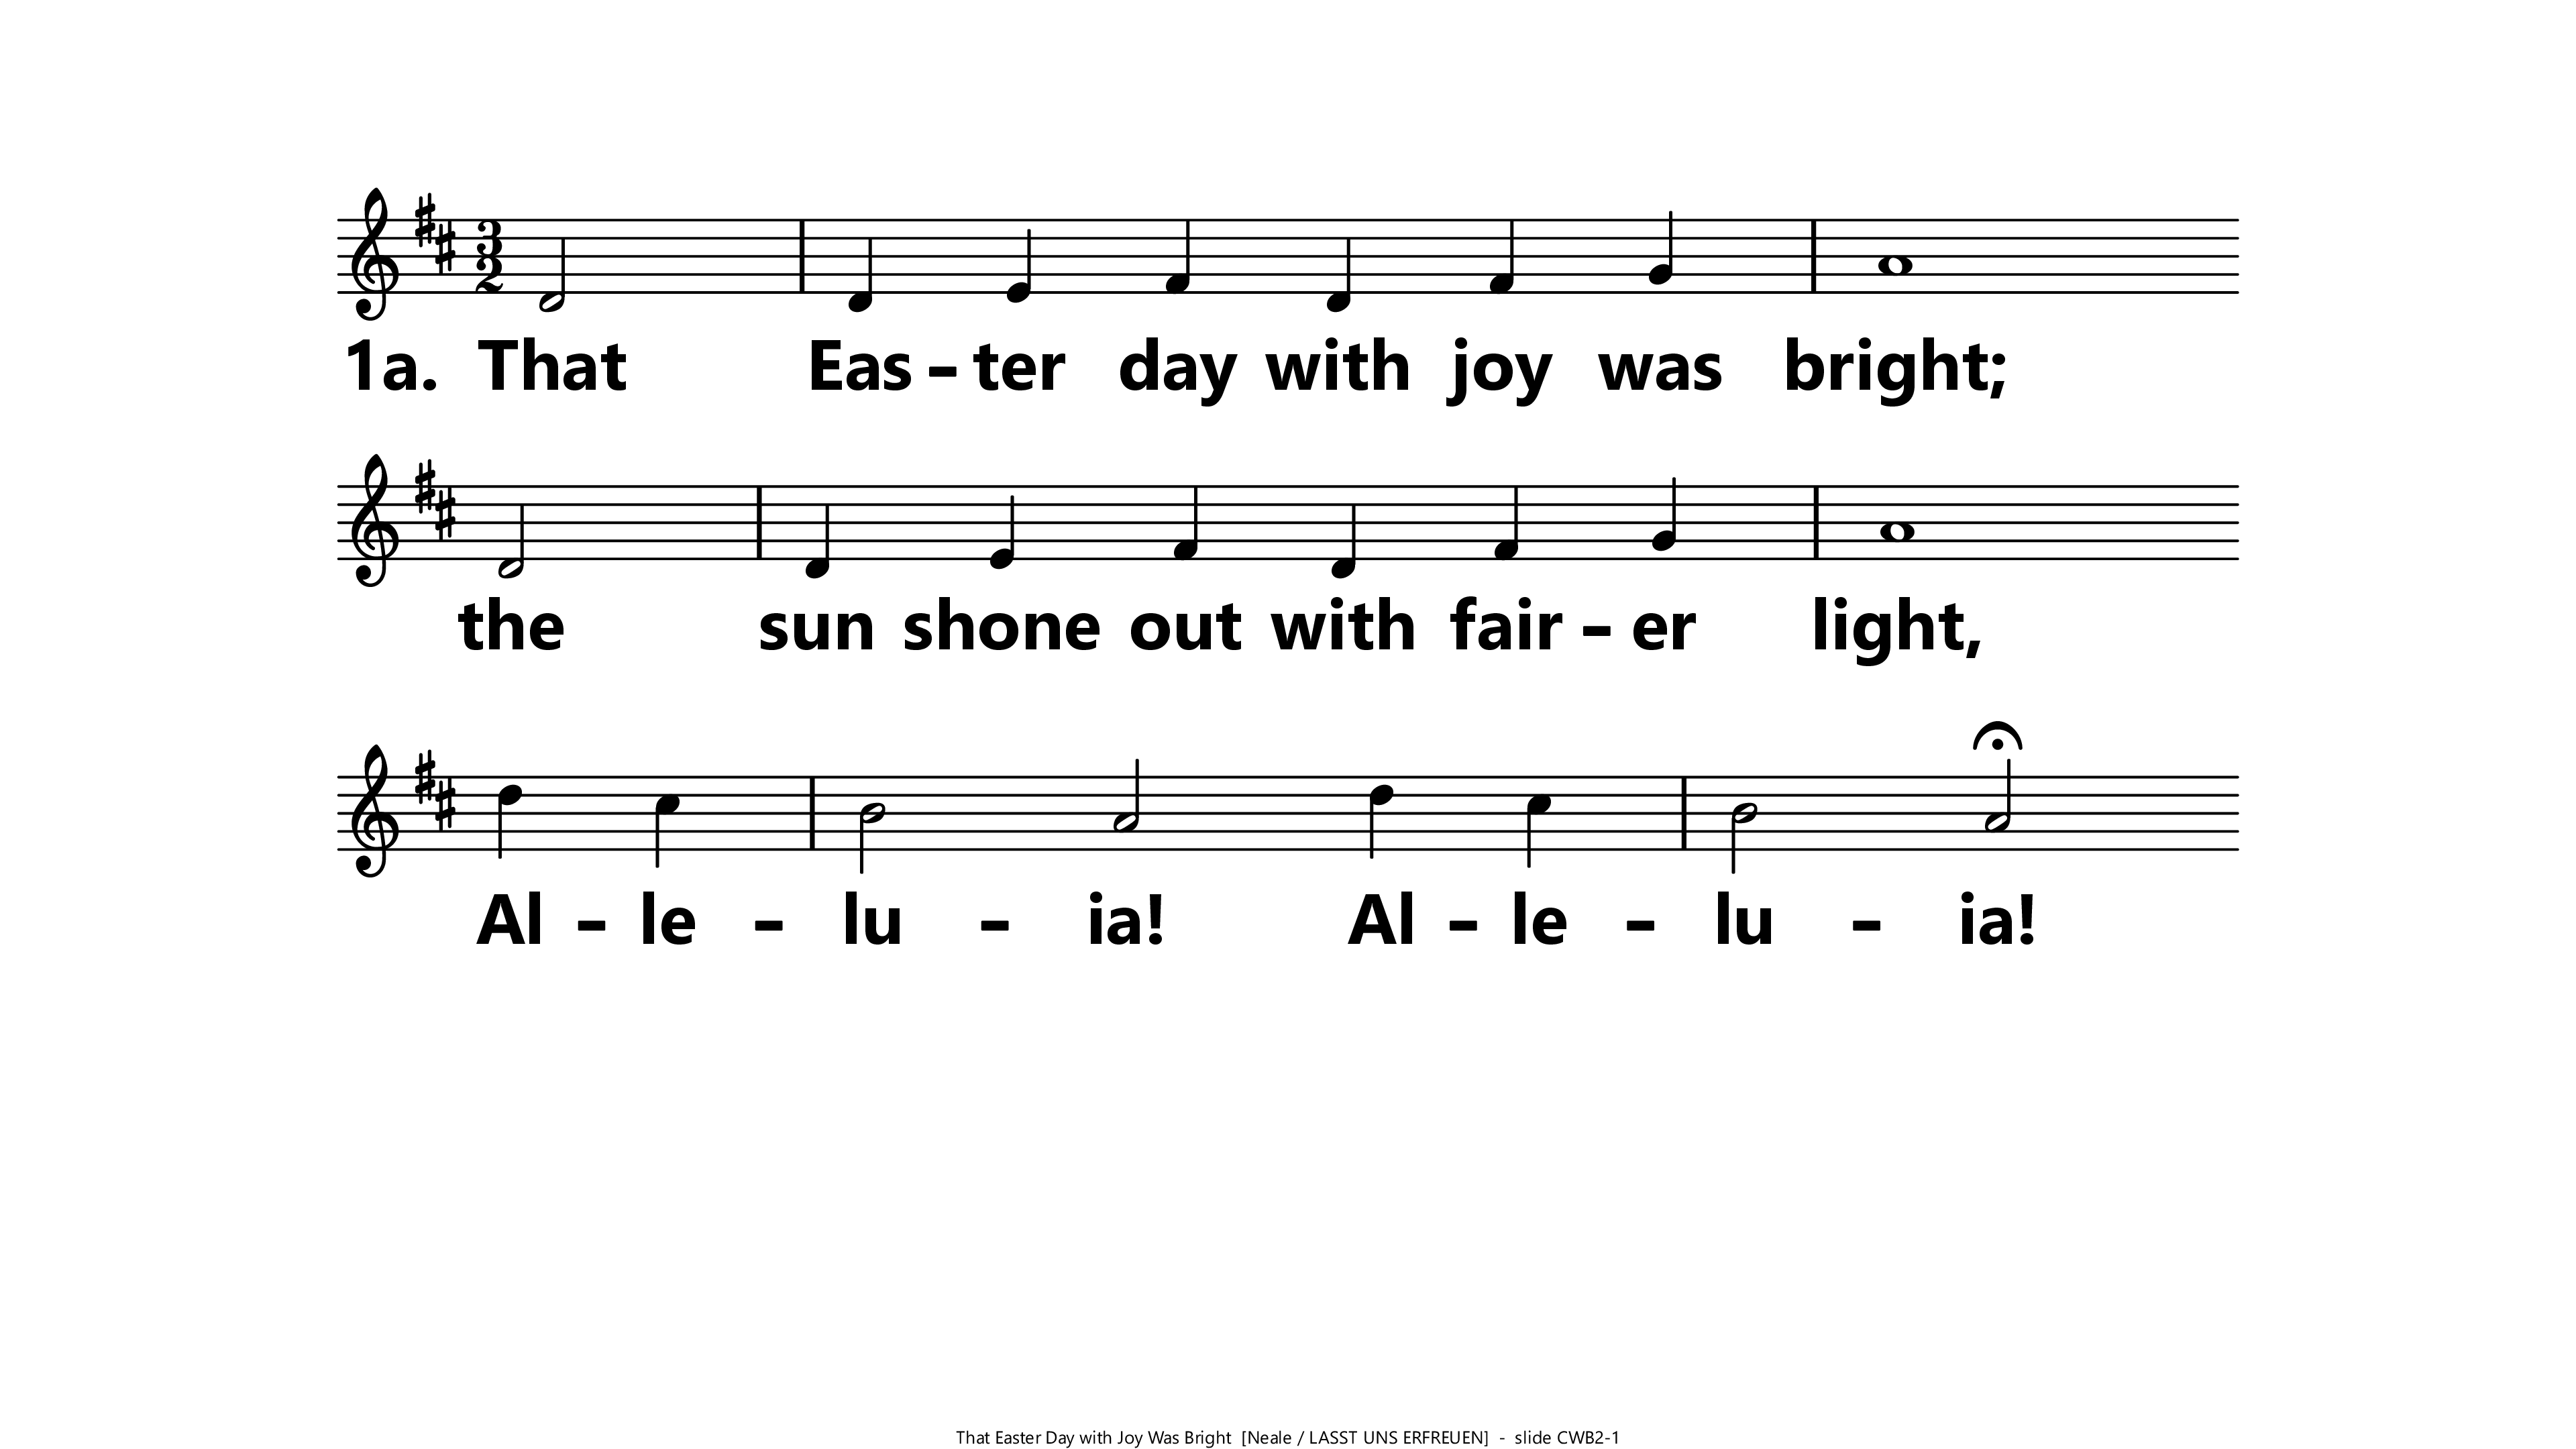 3
2
1a. That Eas - ter day with joy was bright;
the sun shone out with fair - er light,
Al - le - lu - ia! Al - le - lu - ia!
That Easter Day with Joy Was Bright [Neale / LASST UNS ERFREUEN] - slide CWB2-1